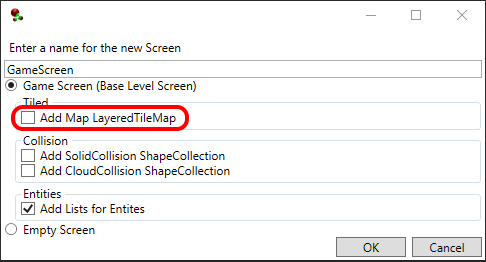 Enter a name for the new Screen
GameScreen
Game Screen (Base Level Screen)
Tiled
Add Map LayeredTileMap
Collision
Add SolidCollision ShapeCollection
Add CloudCollision ShapeCollection
Entities
Add Lists for Entites
Empty Screen
OK Cancel